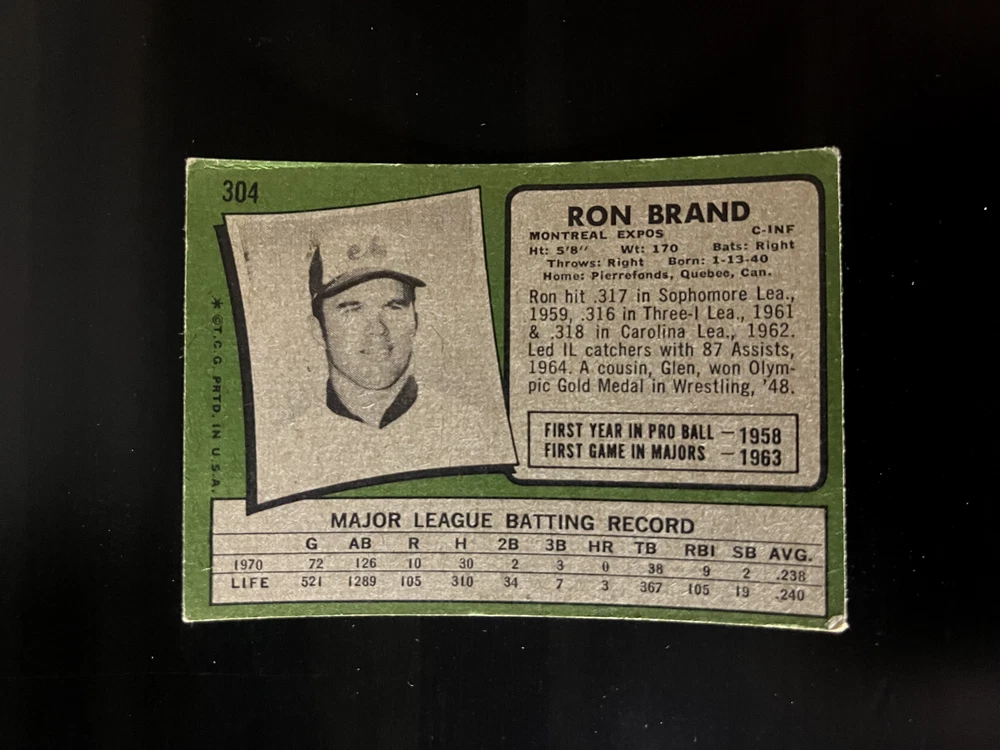 304
RON BRAND
MONTREAL EXPOS C-INF
Ht: 5'8" Wt: 170 Bats: Right
Throws: Right Born: 1-13-40
Home: Pierrefonds, Quebec, Can.
Ron hit .317 in Sophomore Lea.,
1959, .316 in Three-I Lea., 1961
& .318 in Carolina Lea., 1962.
Led IL catchers with 87 Assists,
1964. A cousin, Glen, won Olym-
pic Gold Medal in Wrestling, '48.
FIRST YEAR IN PRO BALL — 1958
FIRST GAME IN MAJORS — 1963
*©T.C.G. PRTD. IN U.S.A.
MAJOR LEAGUE BATTING RECORD
G AB R H 2B 3B HR TB RBI SB AVG.
1970 72 126 10 30 2 3 0 38 9 2 .238
LIFE 521 1289 105 310 34 7 3 367 105 19 .240